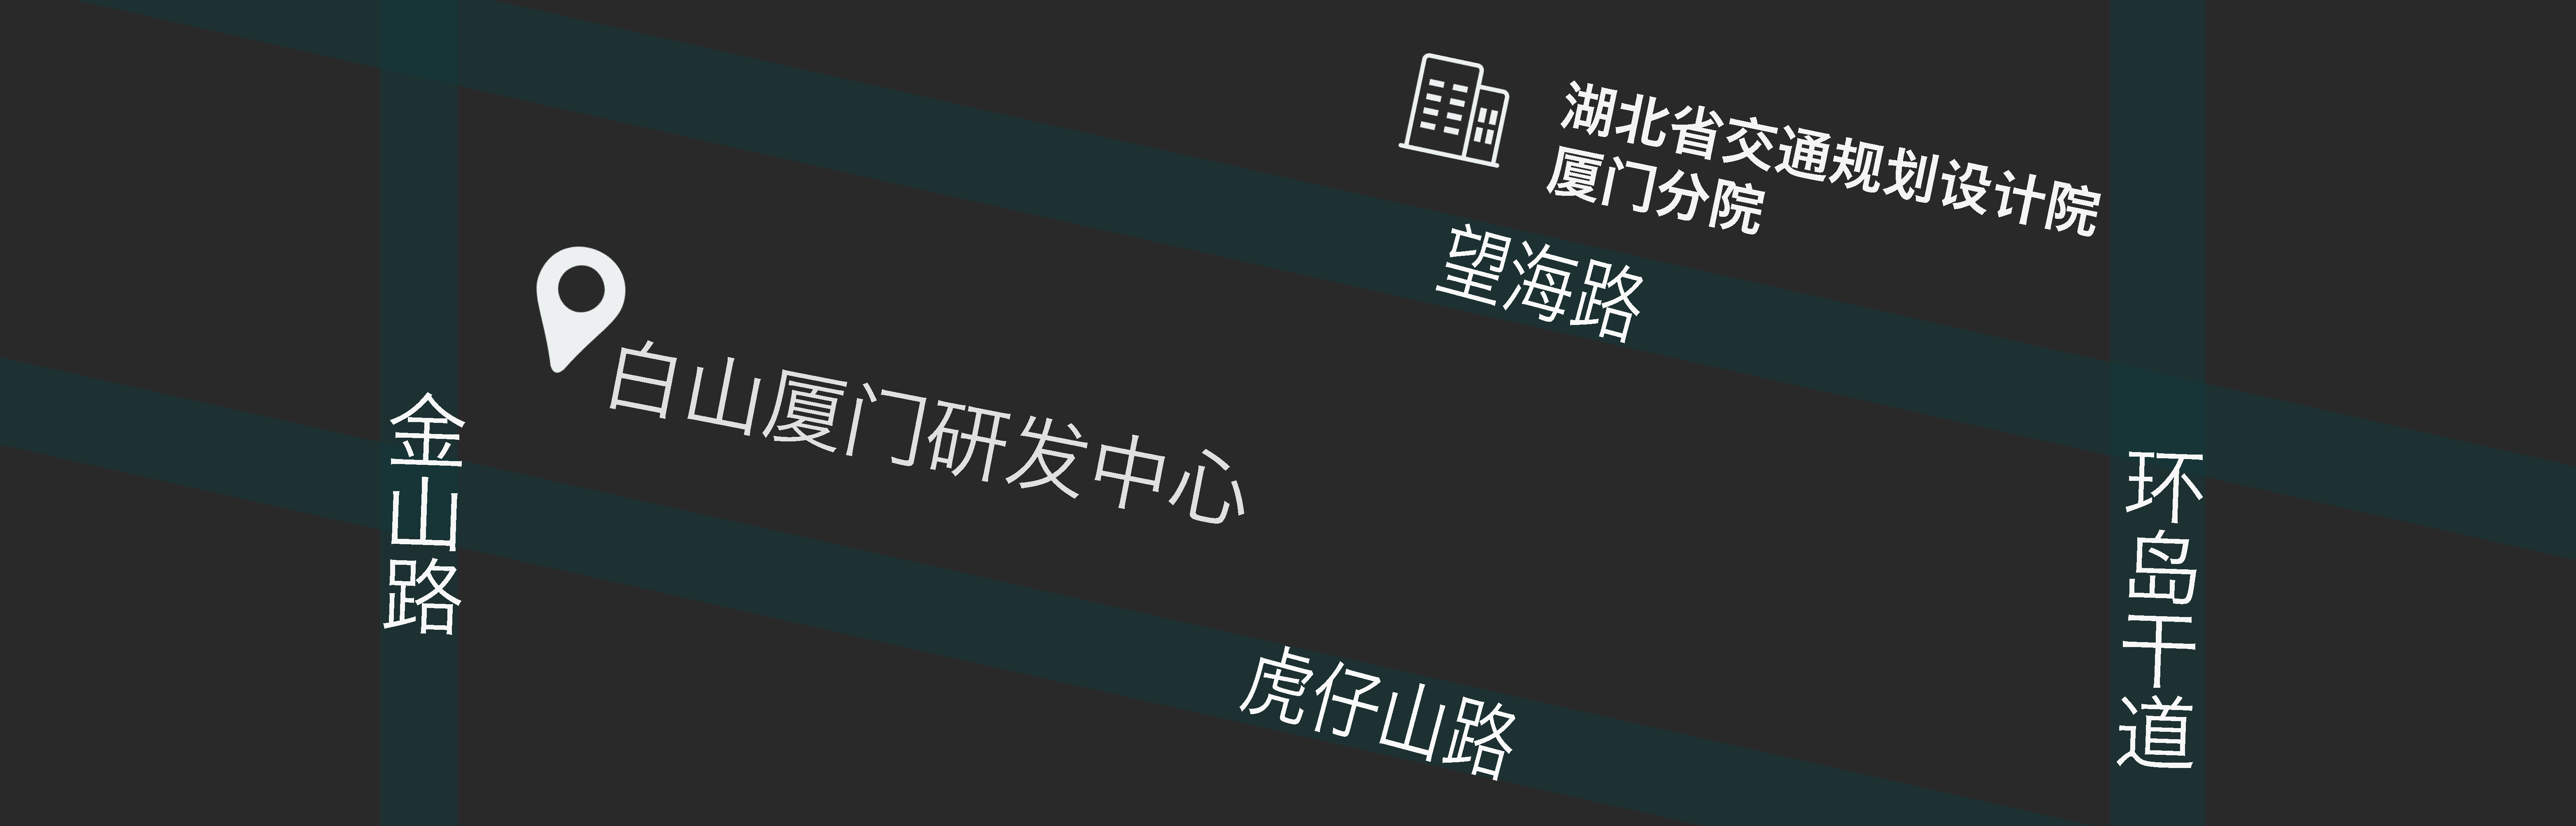 湖北省交通规划设计院
厦门分院
望海路
白山厦门研发中心
金山路
环岛干道
虎仔山路